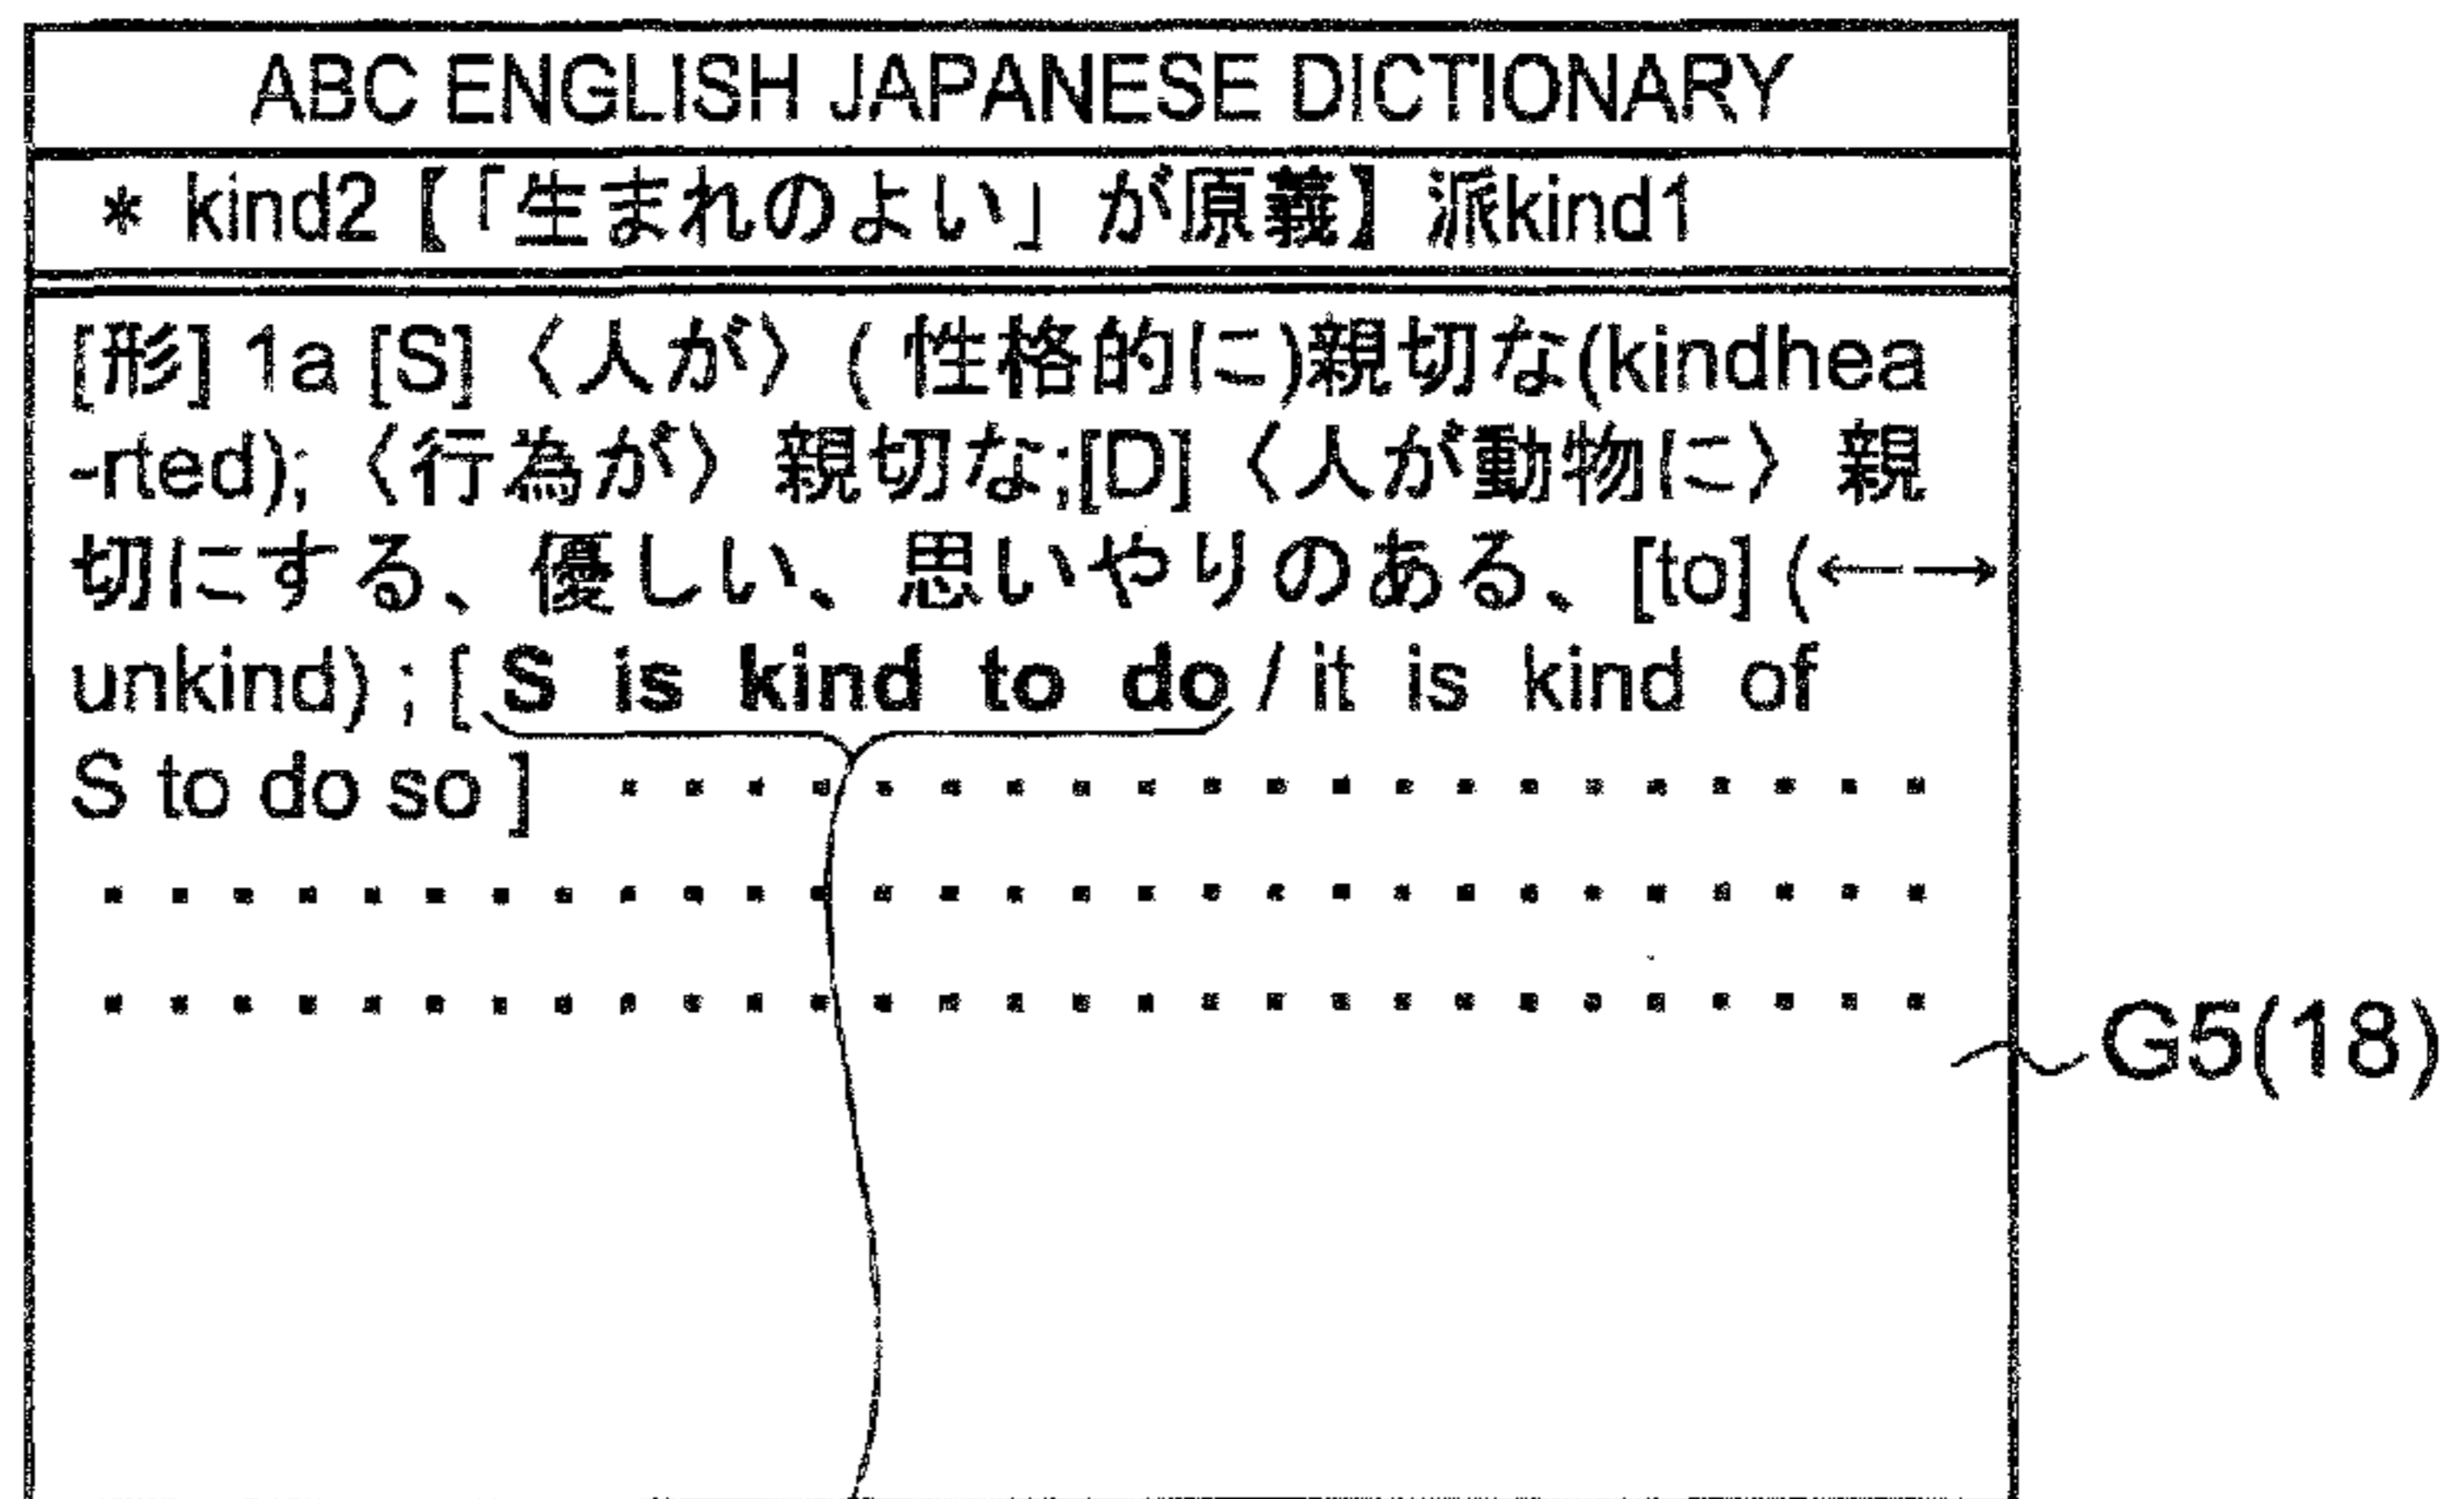 ABC ENGLISH JAPANESE DICTIONARY
* kind2【「生まれのよい」が原義】派kind1
[形] 1a [S]〈人が〉( 性格的に)親切な(kindhea
-rted);〈行為が〉親切な;[D]〈人が動物に〉親
切にする、優しい、思いやりのある、[to] (←→
unkind) ; [ S is kind to do / it is kind of
S to do so ]
G5(18)